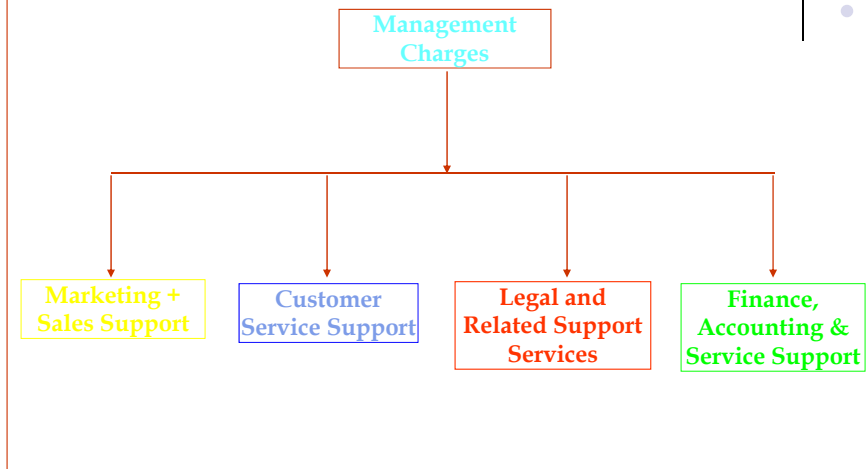 Management
Charges
Marketing +
Sales Support
Customer
Service Support
Legal and
Related Support
Services
Finance,
Accounting &
Service Support